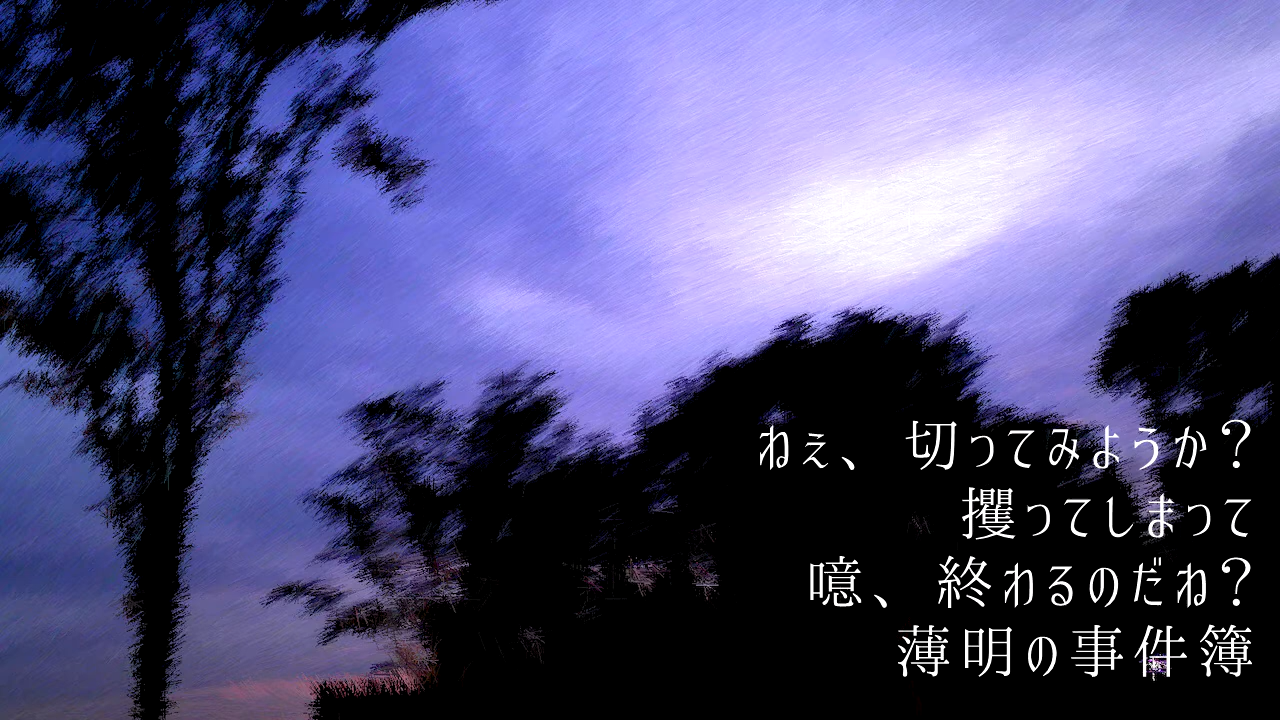 ねぇ、切ってみようか?
攫ってしまって
噫、終わるのだね?
薄明の事件簿